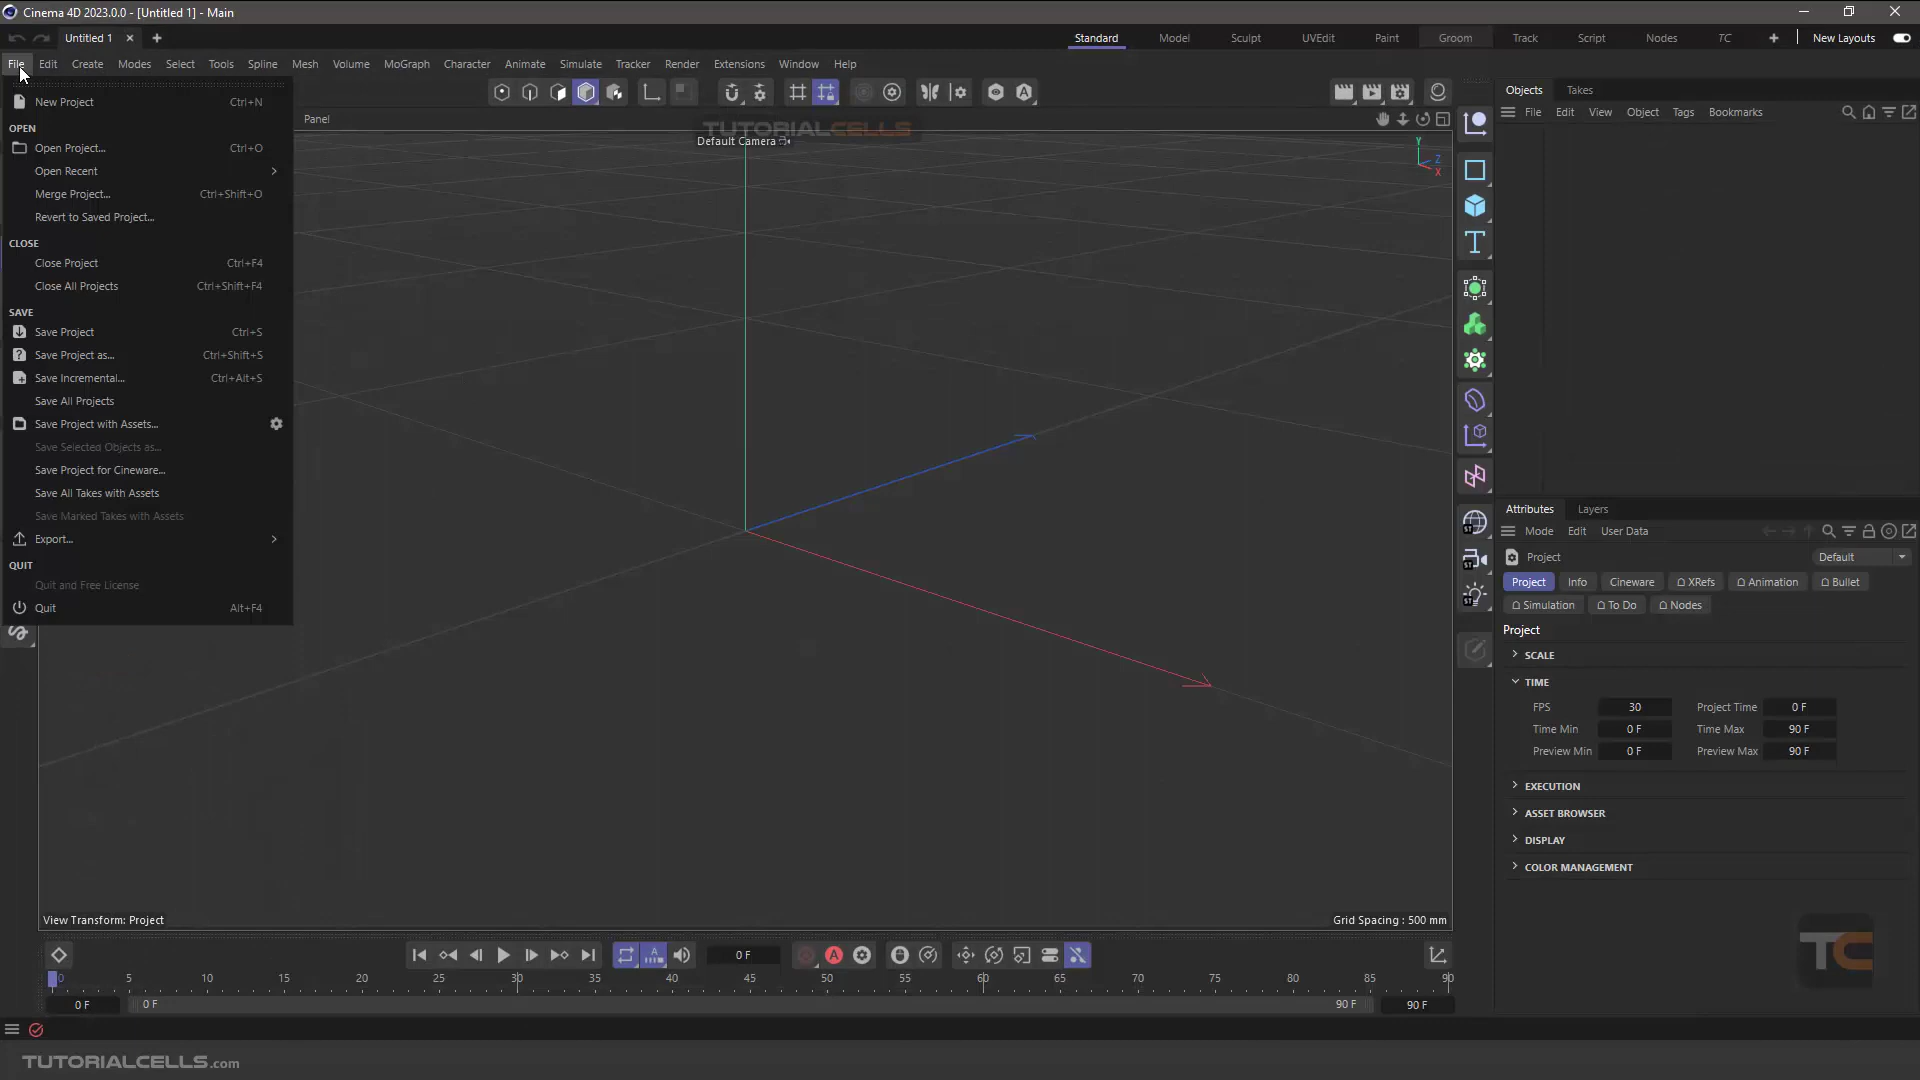 Cinema 4D 2023.0.0 - [Untitled 1] - Main
Untitled 1
Standard Model Sculpt UVEdit Paint Groom Track Script Nodes TC New Layouts
File Edit Create Modes Select Tools Spline Mesh Volume MoGraph Character Animate Simulate Tracker Render Extensions Window Help
New Project Ctrl+N
OPEN
Open Project... Ctrl+O
Open Recent
Merge Project... Ctrl+Shift+O
Revert to Saved Project...
CLOSE
Close Project Ctrl+F4
Close All Projects Ctrl+Shift+F4
SAVE
Save Project Ctrl+S
Save Project as... Ctrl+Shift+S
Save Incremental... Ctrl+Alt+S
Save All Projects
Save Project with Assets...
Save Selected Objects as...
Save Project for Cineware...
Save All Takes with Assets
Save Marked Takes with Assets
Export...
QUIT
Quit and Free License
Quit Alt+F4
Panel
TUTORIALCELLS
Default Camera
Y
Z
X
View Transform: Project
Grid Spacing : 500 mm
Objects Takes
File Edit View Object Tags Bookmarks
Attributes Layers
Mode Edit User Data
Project Default
Project Info Cineware XRefs Animation Bullet
Simulation To Do Nodes
Project
SCALE
TIME
FPS 30 Project Time 0 F
Time Min 0 F Time Max 90 F
Preview Min 0 F Preview Max 90 F
EXECUTION
ASSET BROWSER
DISPLAY
COLOR MANAGEMENT
TC
0 F
0 5 10 15 20 25 30 35 40 45 50 55 60 65 70 75 80 85 90
0 F 0 F 90 F 90 F
TUTORIALCELLS.com